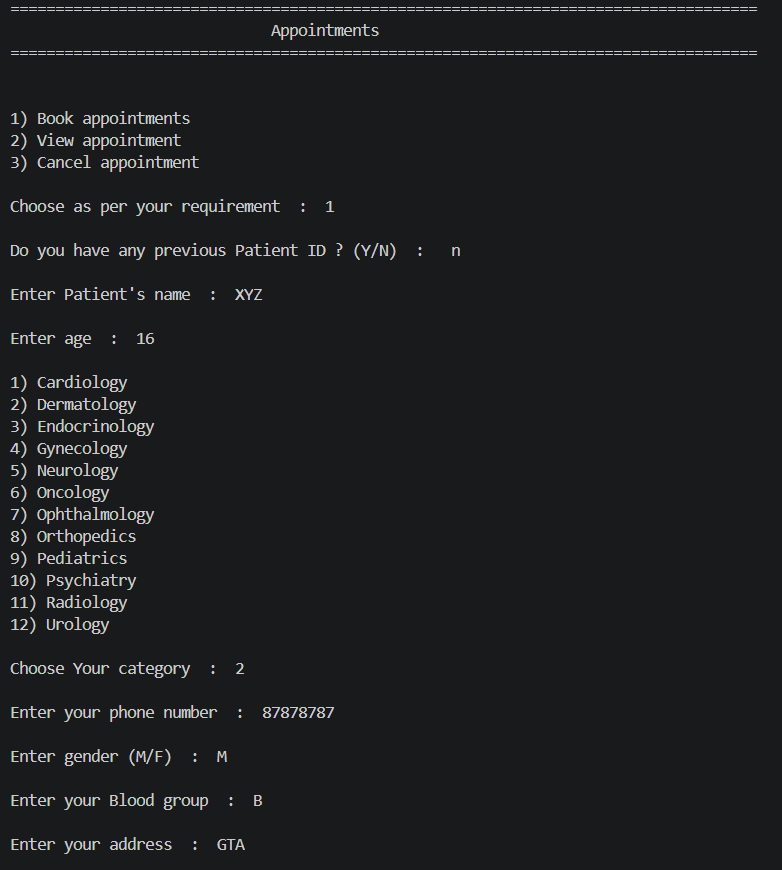 ===================================================================================
Appointments
===================================================================================
1) Book appointments
2) View appointment
3) Cancel appointment
Choose as per your requirement  :  1
Do you have any previous Patient ID ? (Y/N)  :   n
Enter Patient's name  :  XYZ
Enter age  :  16
1) Cardiology
2) Dermatology
3) Endocrinology
4) Gynecology
5) Neurology
6) Oncology
7) Ophthalmology
8) Orthopedics
9) Pediatrics
10) Psychiatry
11) Radiology
12) Urology
Choose Your category  :  2
Enter your phone number  :  87878787
Enter gender (M/F)  :  M
Enter your Blood group  :  B
Enter your address  :  GTA